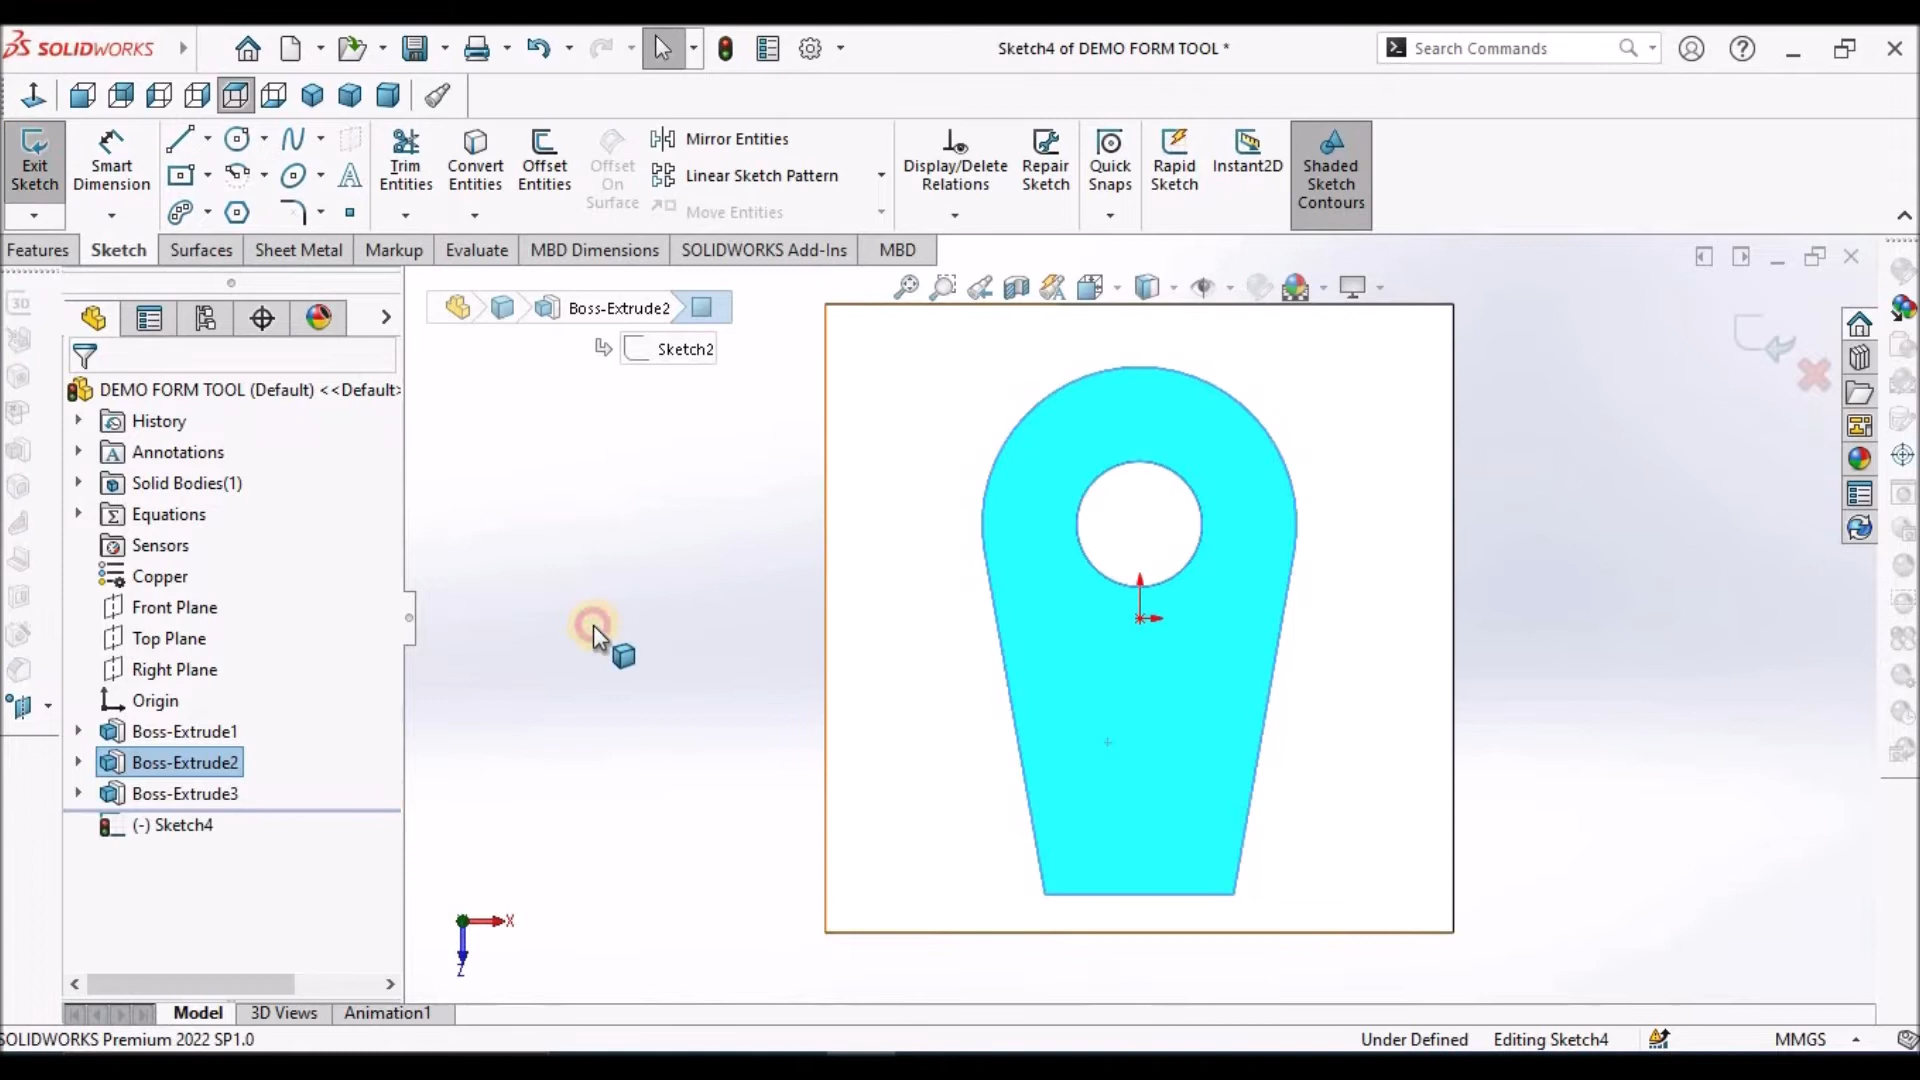 SOLIDWORKS
Sketch4 of DEMO FORM TOOL *
Search Commands
Exit Sketch
Smart Dimension
Trim Entities
Convert Entities
Offset Entities
Offset On Surface
Mirror Entities
Linear Sketch Pattern
Move Entities
Display/Delete Relations
Repair Sketch
Quick Snaps
Rapid Sketch
Instant2D
Shaded Sketch Contours
Features
Sketch
Surfaces
Sheet Metal
Markup
Evaluate
MBD Dimensions
SOLIDWORKS Add-Ins
MBD
Boss-Extrude2
Sketch2
DEMO FORM TOOL (Default) <<Default>
History
Annotations
Solid Bodies(1)
Equations
Sensors
Copper
Front Plane
Top Plane
Right Plane
Origin
Boss-Extrude1
Boss-Extrude2
Boss-Extrude3
(-) Sketch4
X
Z
Model
3D Views
Animation1
SOLIDWORKS Premium 2022 SP1.0
Under Defined
Editing Sketch4
MMGS